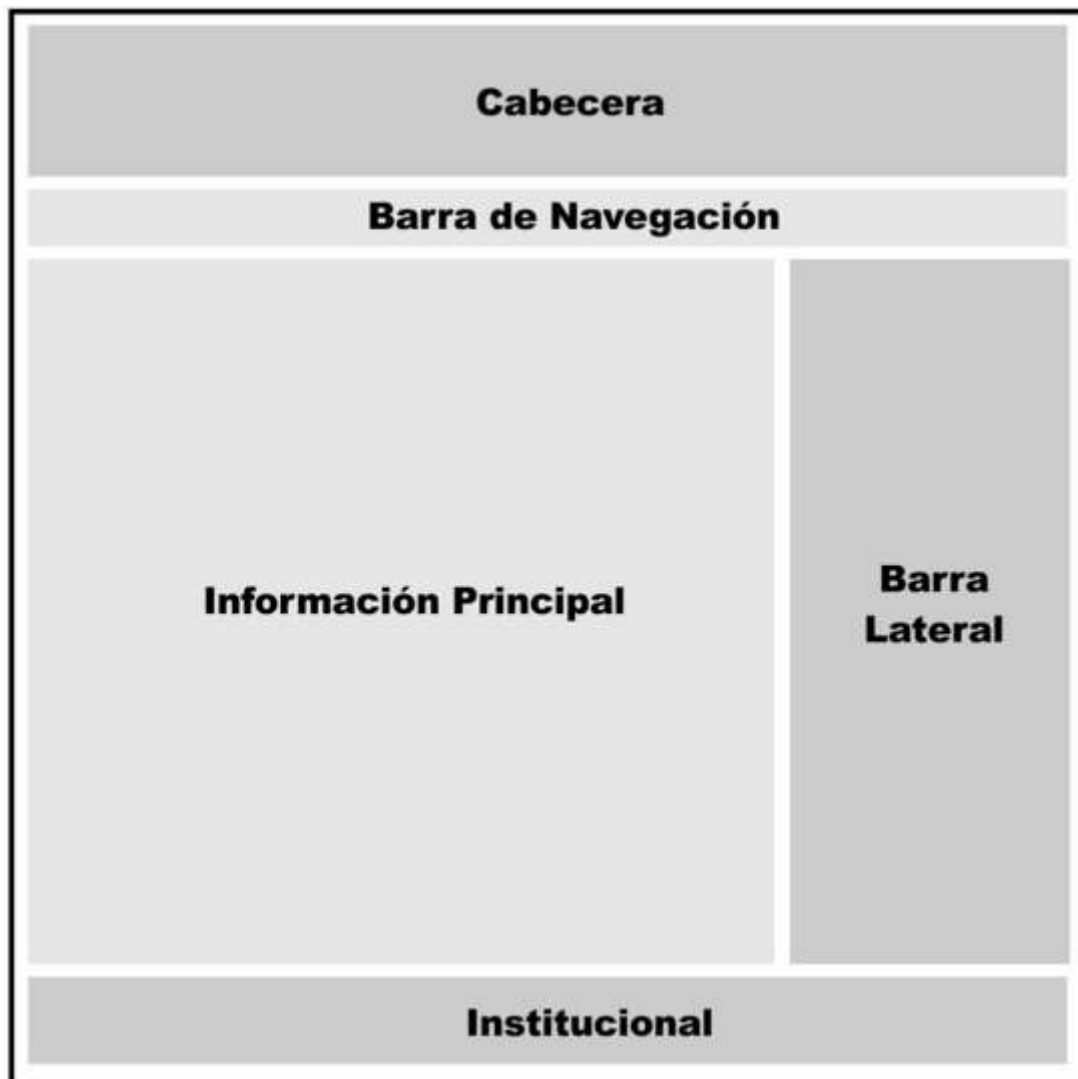 Cabecera
Barra de Navegación
Información Principal
Barra
Lateral
Institucional